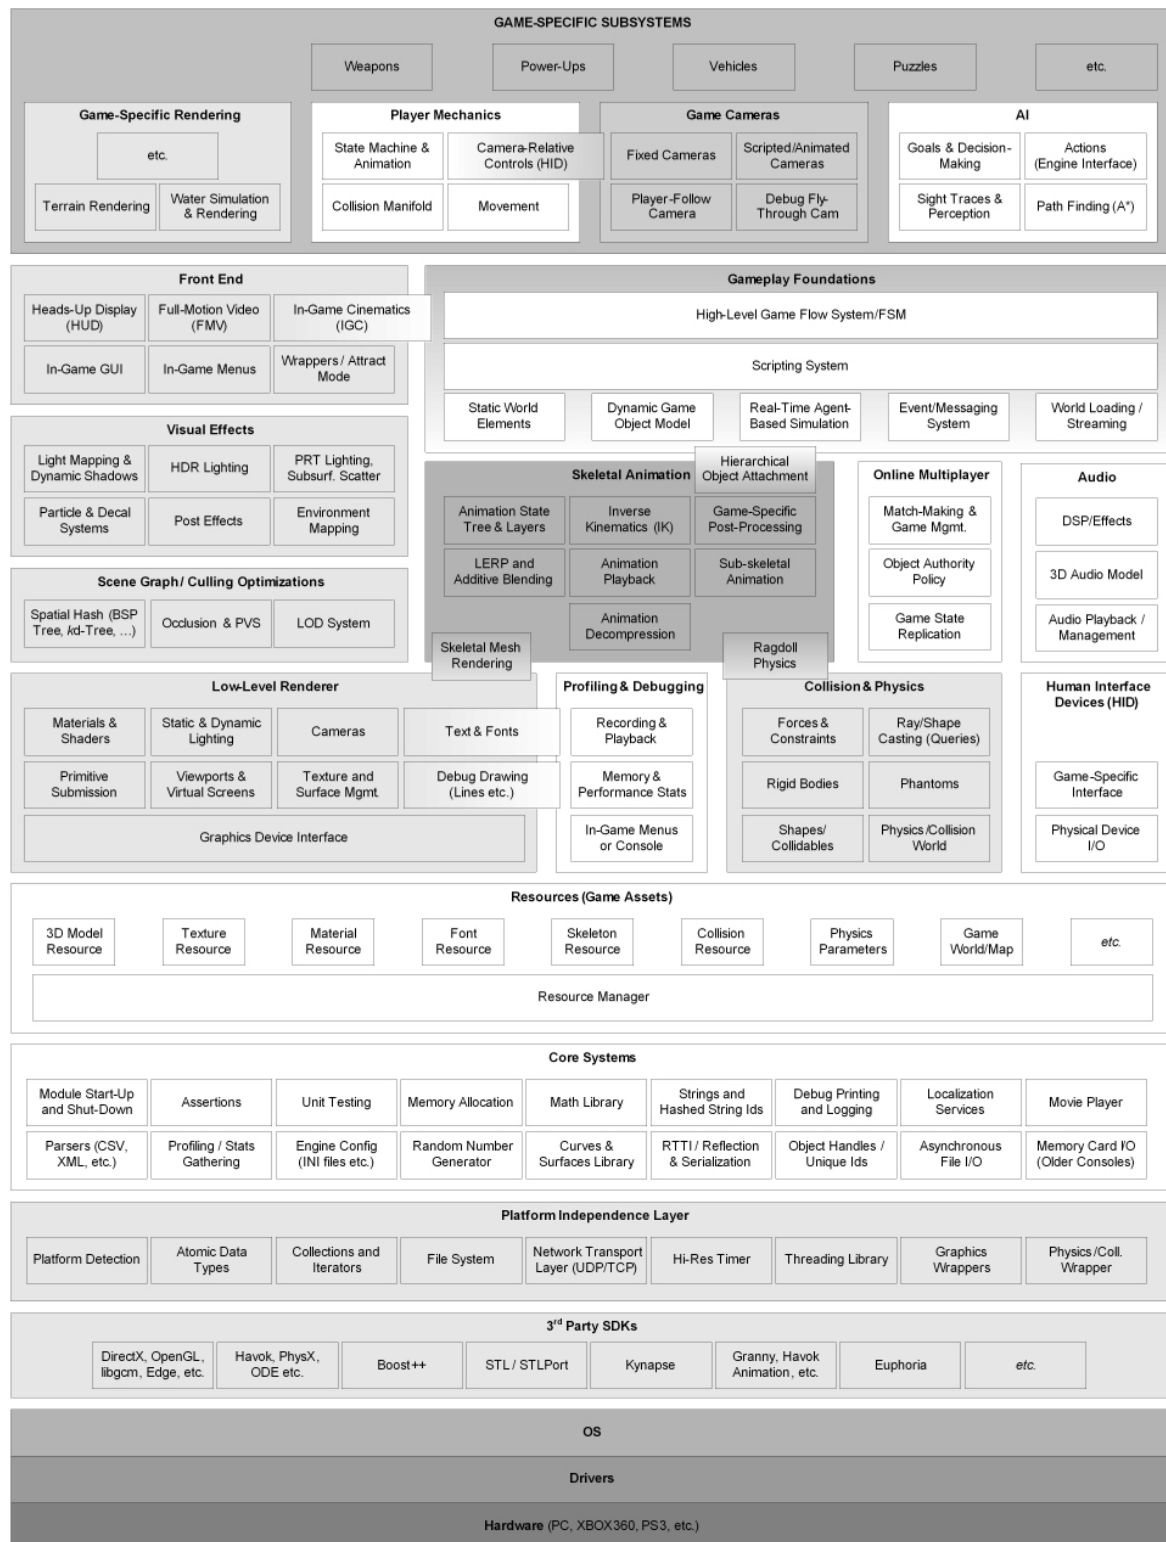 GAME-SPECIFIC SUBSYSTEMS
Weapons
Power-Ups
Vehicles
Puzzles
etc.
Game-Specific Rendering
etc.
Terrain Rendering
Water Simulation
& Rendering
Player Mechanics
State Machine &
Animation
Camera-Relative
Controls (HID)
Collision Manifold
Movement
Game Cameras
Fixed Cameras
Scripted/Animated
Cameras
Player-Follow
Camera
Debug Fly-
Through Cam
AI
Goals & Decision-
Making
Actions
(Engine Interface)
Sight Traces &
Perception
Path Finding (A*)
Front End
Heads-Up Display
(HUD)
Full-Motion Video
(FMV)
In-Game Cinematics
(IGC)
In-Game GUI
In-Game Menus
Wrappers / Attract
Mode
Gameplay Foundations
High-Level Game Flow System/FSM
Scripting System
Static World
Elements
Dynamic Game
Object Model
Real-Time Agent-
Based Simulation
Event/Messaging
System
World Loading /
Streaming
Visual Effects
Light Mapping &
Dynamic Shadows
HDR Lighting
PRT Lighting,
Subsurf. Scatter
Particle & Decal
Systems
Post Effects
Environment
Mapping
Skeletal Animation
Hierarchical
Object Attachment
Animation State
Tree & Layers
Inverse
Kinematics (IK)
Game-Specific
Post-Processing
LERP and
Additive Blending
Animation
Playback
Sub-skeletal
Animation
Animation
Decompression
Skeletal Mesh
Rendering
Ragdoll
Physics
Online Multiplayer
Match-Making &
Game Mgmt.
Object Authority
Policy
Game State
Replication
Audio
DSP/Effects
3D Audio Model
Audio Playback /
Management
Scene Graph / Culling Optimizations
Spatial Hash (BSP
Tree, kd-Tree, ...)
Occlusion & PVS
LOD System
Low-Level Renderer
Materials &
Shaders
Static & Dynamic
Lighting
Cameras
Text & Fonts
Primitive
Submission
Viewports &
Virtual Screens
Texture and
Surface Mgmt.
Debug Drawing
(Lines etc.)
Graphics Device Interface
Profiling & Debugging
Recording &
Playback
Memory &
Performance Stats
In-Game Menus
or Console
Collision & Physics
Forces &
Constraints
Ray/Shape
Casting (Queries)
Rigid Bodies
Phantoms
Shapes/
Collidables
Physics/Collision
World
Human Interface
Devices (HID)
Game-Specific
Interface
Physical Device
I/O
Resources (Game Assets)
3D Model
Resource
Texture
Resource
Material
Resource
Font
Resource
Skeleton
Resource
Collision
Resource
Physics
Parameters
Game
World/Map
etc.
Resource Manager
Core Systems
Module Start-Up
and Shut-Down
Assertions
Unit Testing
Memory Allocation
Math Library
Strings and
Hashed String Ids
Debug Printing
and Logging
Localization
Services
Movie Player
Parsers (CSV,
XML, etc.)
Profiling / Stats
Gathering
Engine Config
(INI files etc.)
Random Number
Generator
Curves &
Surfaces Library
RTTI / Reflection
& Serialization
Object Handles /
Unique Ids
Asynchronous
File I/O
Memory Card I/O
(Older Consoles)
Platform Independence Layer
Platform Detection
Atomic Data
Types
Collections and
Iterators
File System
Network Transport
Layer (UDP/TCP)
Hi-Res Timer
Threading Library
Graphics
Wrappers
Physics/Coll.
Wrapper
3rd Party SDKs
DirectX, OpenGL,
libgcm, Edge, etc.
Havok, PhysX,
ODE etc.
Boost++
STL / STLPort
Kynapse
Granny, Havok
Animation, etc.
Euphoria
etc.
OS
Drivers
Hardware (PC, XBOX360, PS3, etc.)